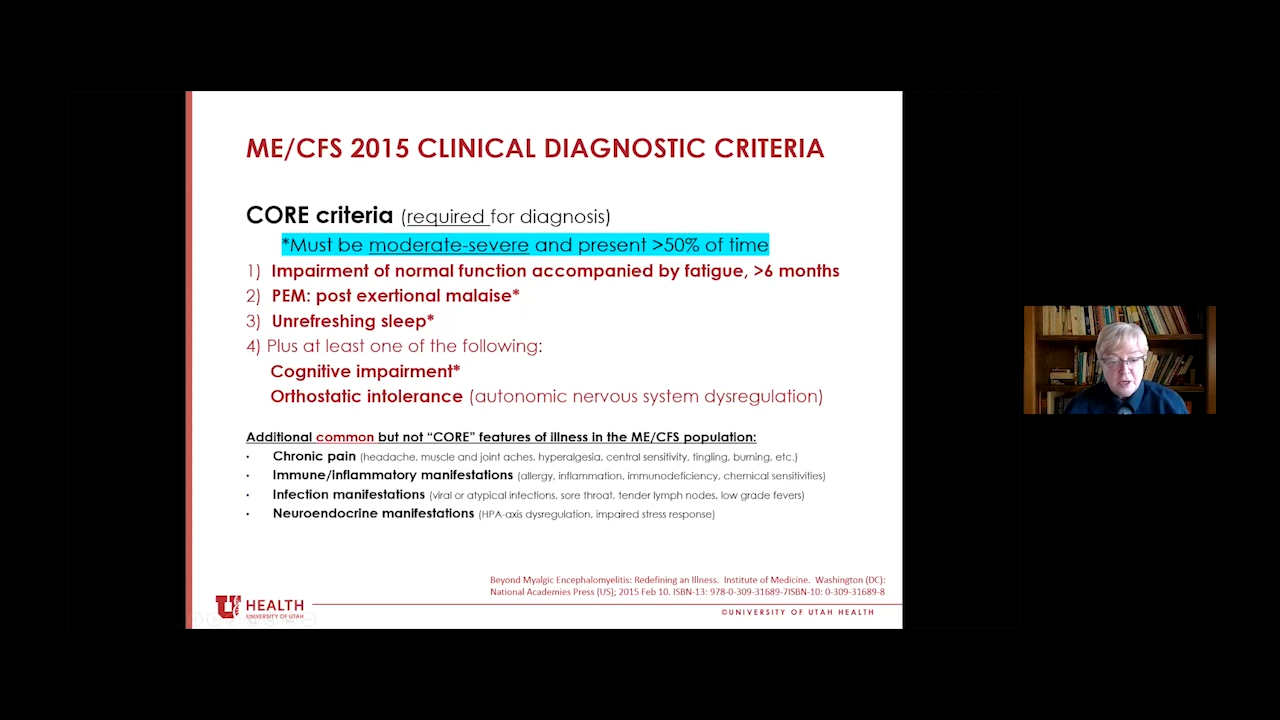 ME/CFS 2015 CLINICAL DIAGNOSTIC CRITERIA
CORE criteria (required for diagnosis)
*Must be moderate-severe and present >50% of time
1) Impairment of normal function accompanied by fatigue, >6 months
2) PEM: post exertional malaise*
3) Unrefreshing sleep*
4) Plus at least one of the following:
Cognitive impairment*
Orthostatic intolerance (autonomic nervous system dysregulation)
Additional common but not “CORE” features of illness in the ME/CFS population:
• Chronic pain (headache, muscle and joint aches, hyperalgesia, central sensitivity, tingling, burning, etc.)
• Immune/inflammatory manifestations (allergy, inflammation, immunodeficiency, chemical sensitivities)
• Infection manifestations (viral or atypical infections, sore throat, tender lymph nodes, low grade fevers)
• Neuroendocrine manifestations (HPA-axis dysregulation, impaired stress response)
Beyond Myalgic Encephalomyelitis: Redefining an Illness. Institute of Medicine. Washington (DC):
National Academies Press (US); 2015 Feb 10. ISBN-13: 978-0-309-31689-7ISBN-10: 0-309-31689-8
U HEALTH
UNIVERSITY OF UTAH
©UNIVERSITY OF UTAH HEALTH